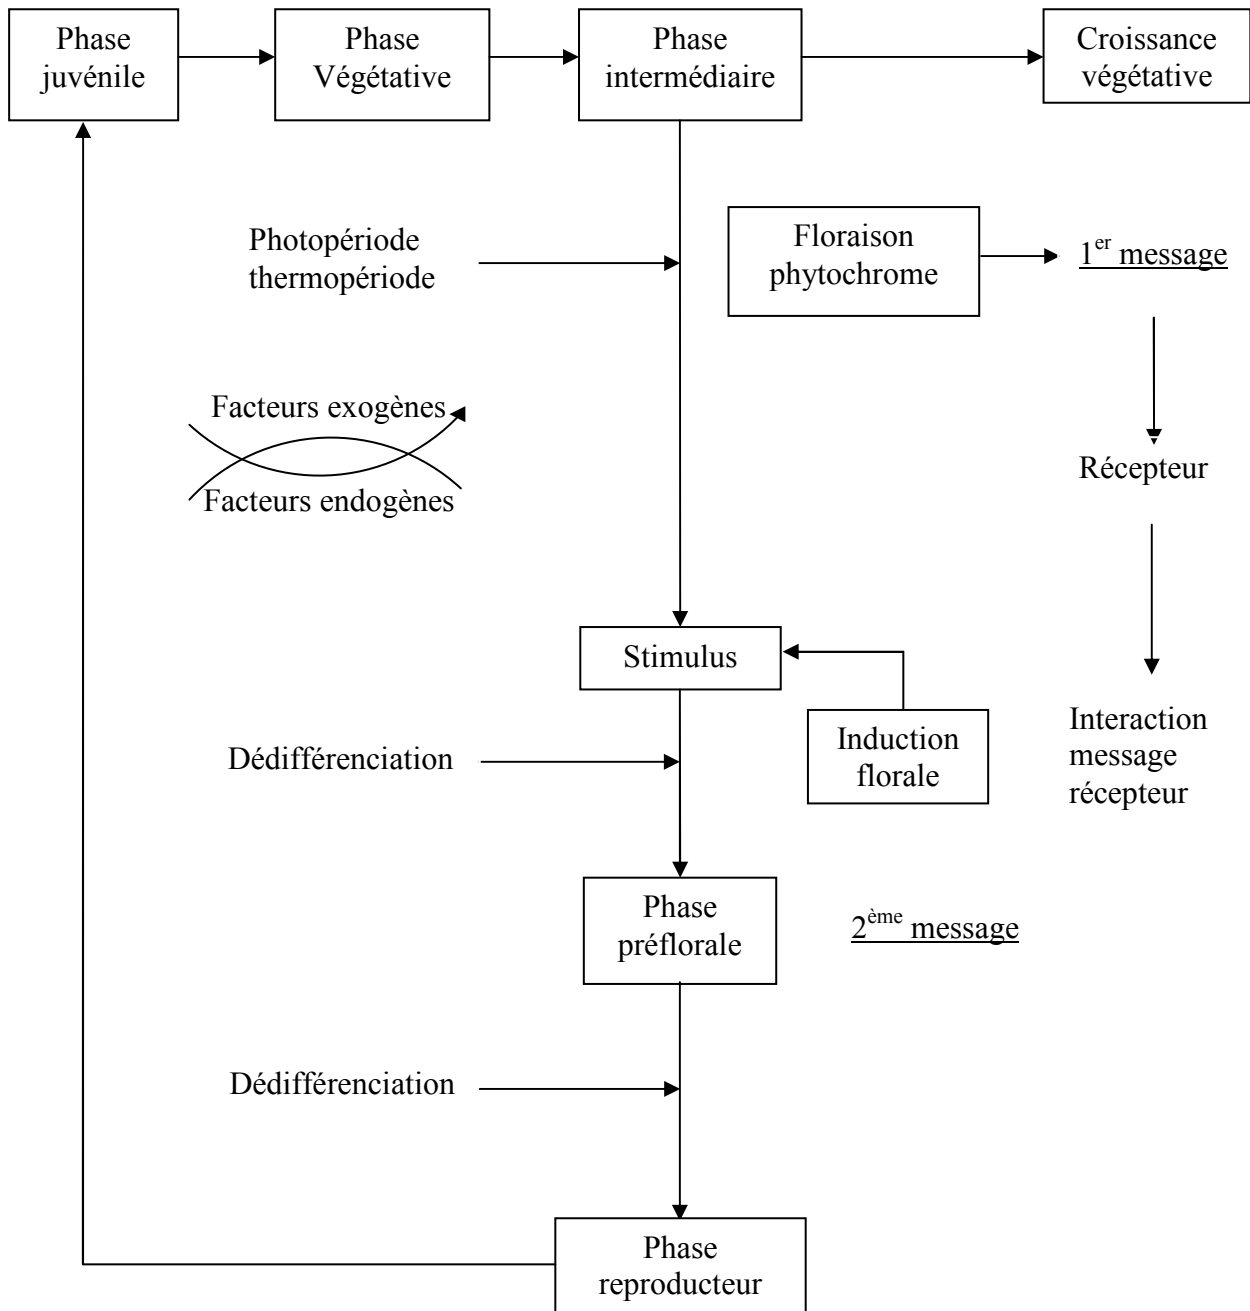 Phase
juvénile
Phase
Végétative
Phase
intermédiaire
Croissance
végétative
Photopériode
thermopériode
Floraison
phytochrome
1er message
Facteurs exogènes
Facteurs endogènes
Récepteur
Stimulus
Induction
florale
Interaction
message
récepteur
Dédifférenciation
Phase
préflorale
2ème message
Dédifférenciation
Phase
reproducteur